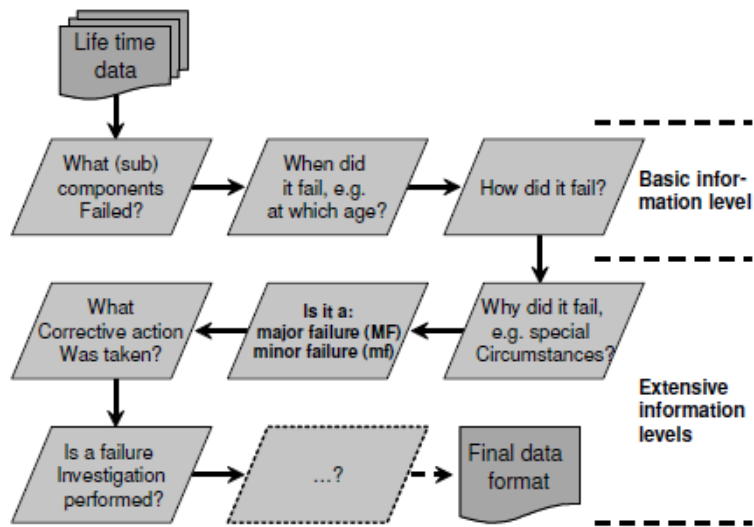 Life time
data
What (sub)
components
Failed?
When did
it fail, e.g.
at which age?
How did it fail?
Basic infor-
mation level
What
Corrective action
Was taken?
Is it a:
major failure (MF)
minor failure (mf)
Why did it fail,
e.g. special
Circumstances?
Extensive
information
levels
Is a failure
Investigation
performed?
...?
Final data
format